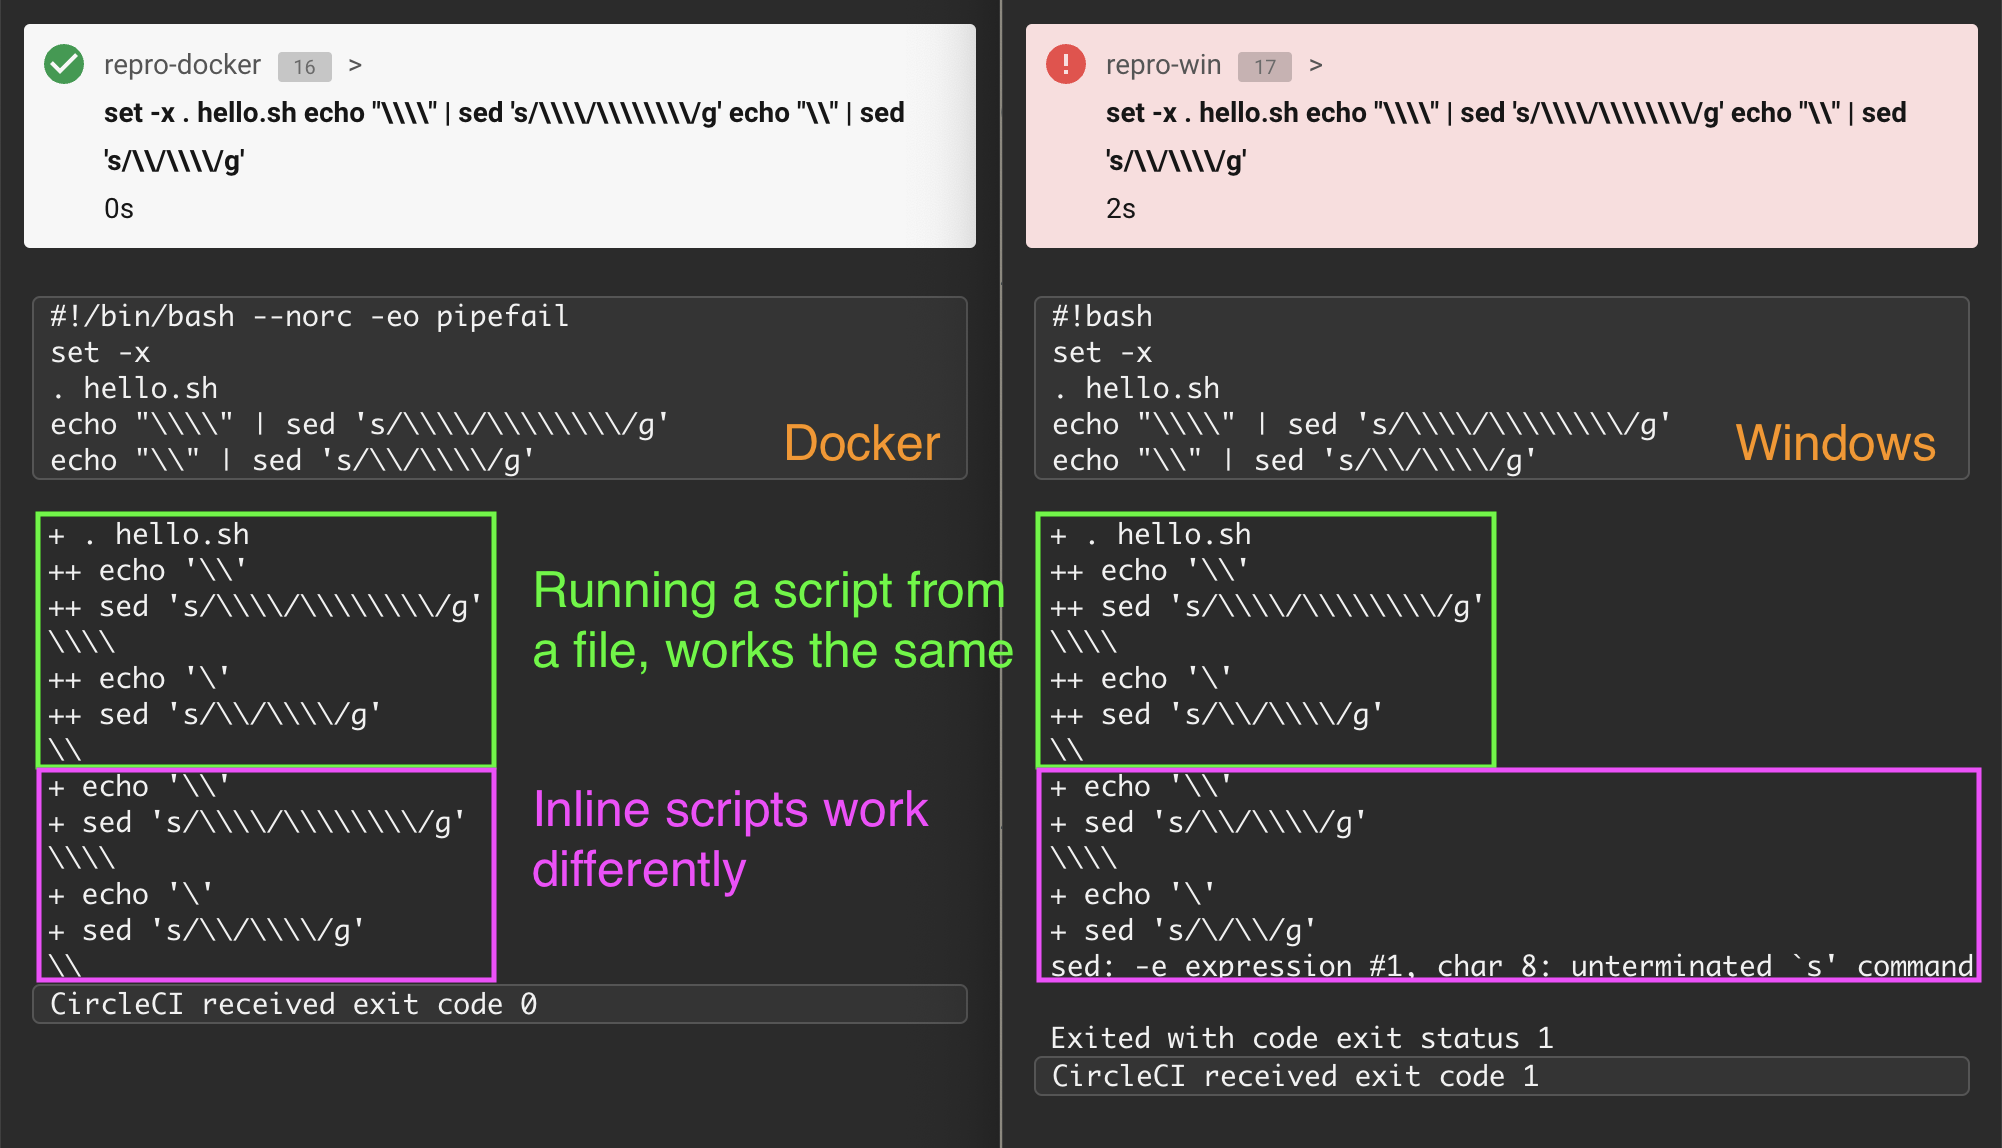 repro-docker 16 >
set -x . hello.sh echo "\\\\" | sed 's/\\\\/\\\\\\\\/g' echo "\\" | sed
's/\\/\\\\/g'
0s
#!/bin/bash --norc -eo pipefail
set -x
. hello.sh
echo "\\\\" | sed 's/\\\\/\\\\\\\\/g'
echo "\\" | sed 's/\\/\\\\/g'
Docker
+ . hello.sh
++ echo '\\'
++ sed 's/\\\\/\\\\\\\\/g'
\\\\
++ echo '\'
++ sed 's/\\/\\\\/g'
\\
Running a script from
a file, works the same
+ echo '\\'
+ sed 's/\\\\/\\\\\\\\/g'
\\\\
+ echo '\'
+ sed 's/\\/\\\\/g'
\\
Inline scripts work
differently
CircleCI received exit code 0
repro-win 17 >
set -x . hello.sh echo "\\\\" | sed 's/\\\\/\\\\\\\\/g' echo "\\" | sed
's/\\/\\\\/g'
2s
#!bash
set -x
. hello.sh
echo "\\\\" | sed 's/\\\\/\\\\\\\\/g'
echo "\\" | sed 's/\\/\\\\/g'
Windows
+ . hello.sh
++ echo '\\'
++ sed 's/\\\\/\\\\\\\\/g'
\\\\
++ echo '\'
++ sed 's/\\/\\\\/g'
\\
+ echo '\\'
+ sed 's/\\/\\\\/g'
\\\\
+ echo '\'
+ sed 's/\/\\/g'
sed: -e expression #1, char 8: unterminated `s' command
Exited with code exit status 1
CircleCI received exit code 1